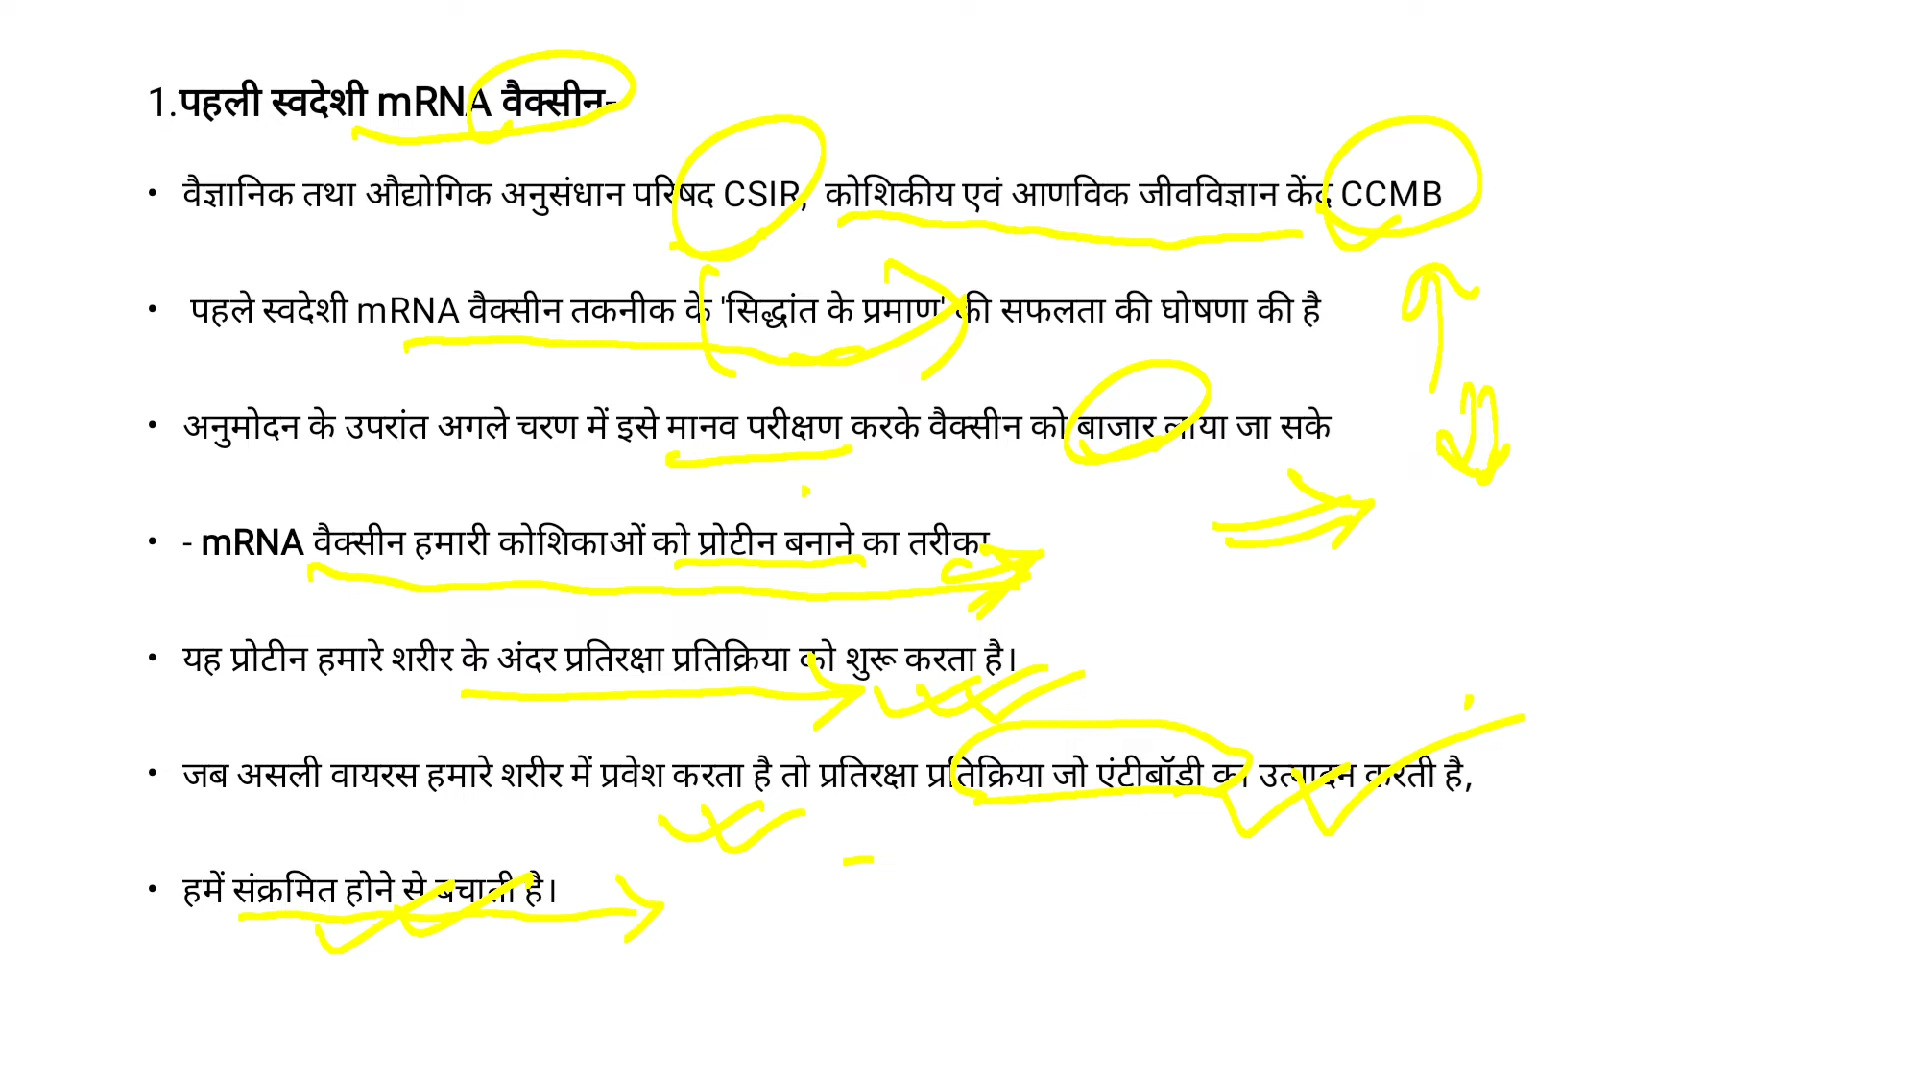 1.पहली स्वदेशी mRNA वैक्सीन-
• वैज्ञानिक तथा औद्योगिक अनुसंधान परिषद CSIR, कोशिकीय एवं आणविक जीवविज्ञान केंद CCMB
• पहले स्वदेशी mRNA वैक्सीन तकनीक के 'सिद्धांत के प्रमाण' की सफलता की घोषणा की है
• अनुमोदन के उपरांत अगले चरण में इसे मानव परीक्षण करके वैक्सीन को बाजार लाया जा सके
• - mRNA वैक्सीन हमारी कोशिकाओं को प्रोटीन बनाने का तरीका
• यह प्रोटीन हमारे शरीर के अंदर प्रतिरक्षा प्रतिक्रिया को शुरू करता है।
• जब असली वायरस हमारे शरीर में प्रवेश करता है तो प्रतिरक्षा प्रतिक्रिया जो एंटीबॉडी का उत्पादन करती है,
• हमें संक्रमित होने से बचाती है।